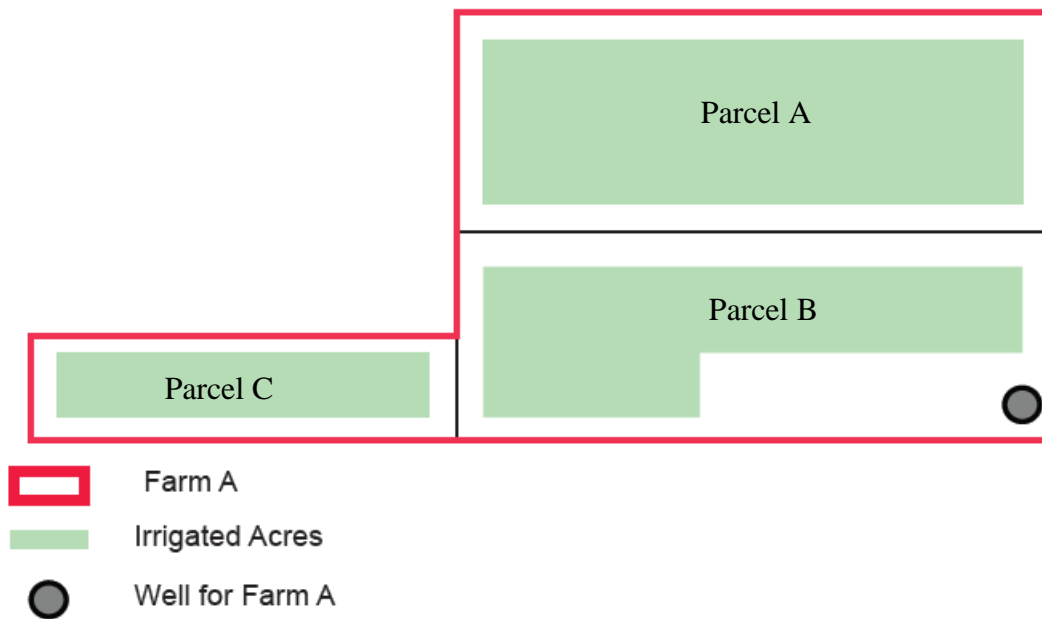 Parcel A
Parcel B
Parcel C
Farm A
Irrigated Acres
Well for Farm A